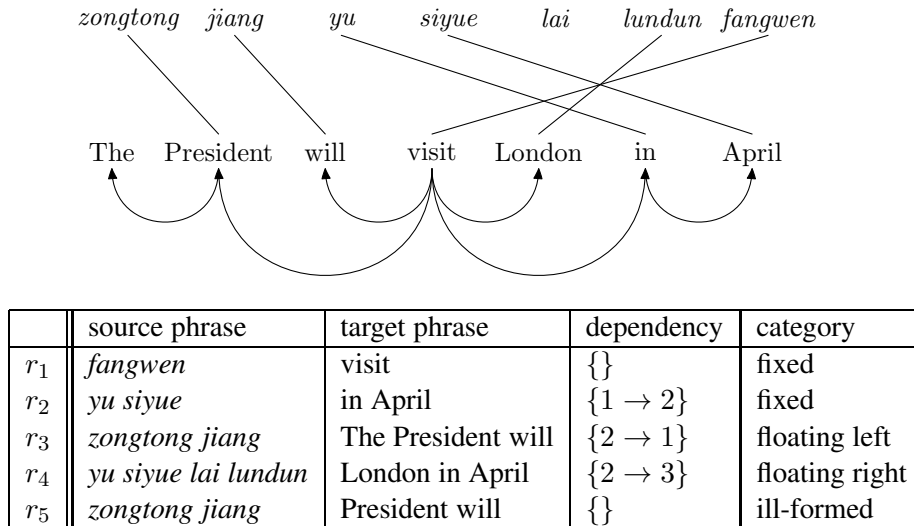 zongtong jiang yu siyue lai lundun fangwen
The President will visit London in April
source phrase target phrase dependency category
r1 fangwen visit {} fixed
r2 yu siyue in April {1 → 2} fixed
r3 zongtong jiang The President will {2 → 1} floating left
r4 yu siyue lai lundun London in April {2 → 3} floating right
r5 zongtong jiang President will {} ill-formed